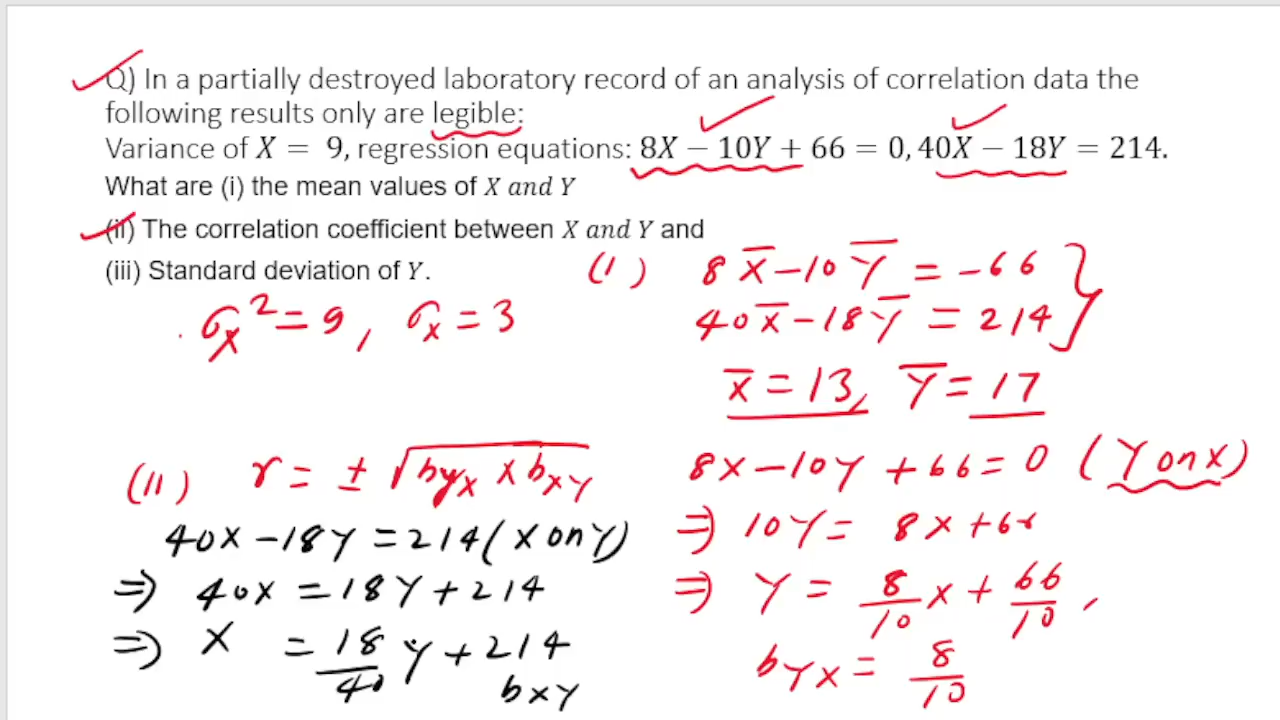 Q) In a partially destroyed laboratory record of an analysis of correlation data the
following results only are legible:
Variance of X = 9, regression equations: 8X − 10Y + 66 = 0, 40X − 18Y = 214.
What are (i) the mean values of X and Y
(ii) The correlation coefficient between X and Y and
(iii) Standard deviation of Y.
(I) 8X̅ − 10Y̅ = −66
40X̅ − 18Y̅ = 214
σx² = 9, σx = 3
X̅ = 13, Y̅ = 17
(II) r = ± √(byx × bxy)
40X − 18Y = 214 (X on Y)
⇒ 40X = 18Y + 214
⇒ X = 18/40 Y + 214
bxy
8X − 10Y + 66 = 0 (Y on X)
⇒ 10Y = 8X + 66
⇒ Y = 8/10 X + 66/10,
byx = 8/10